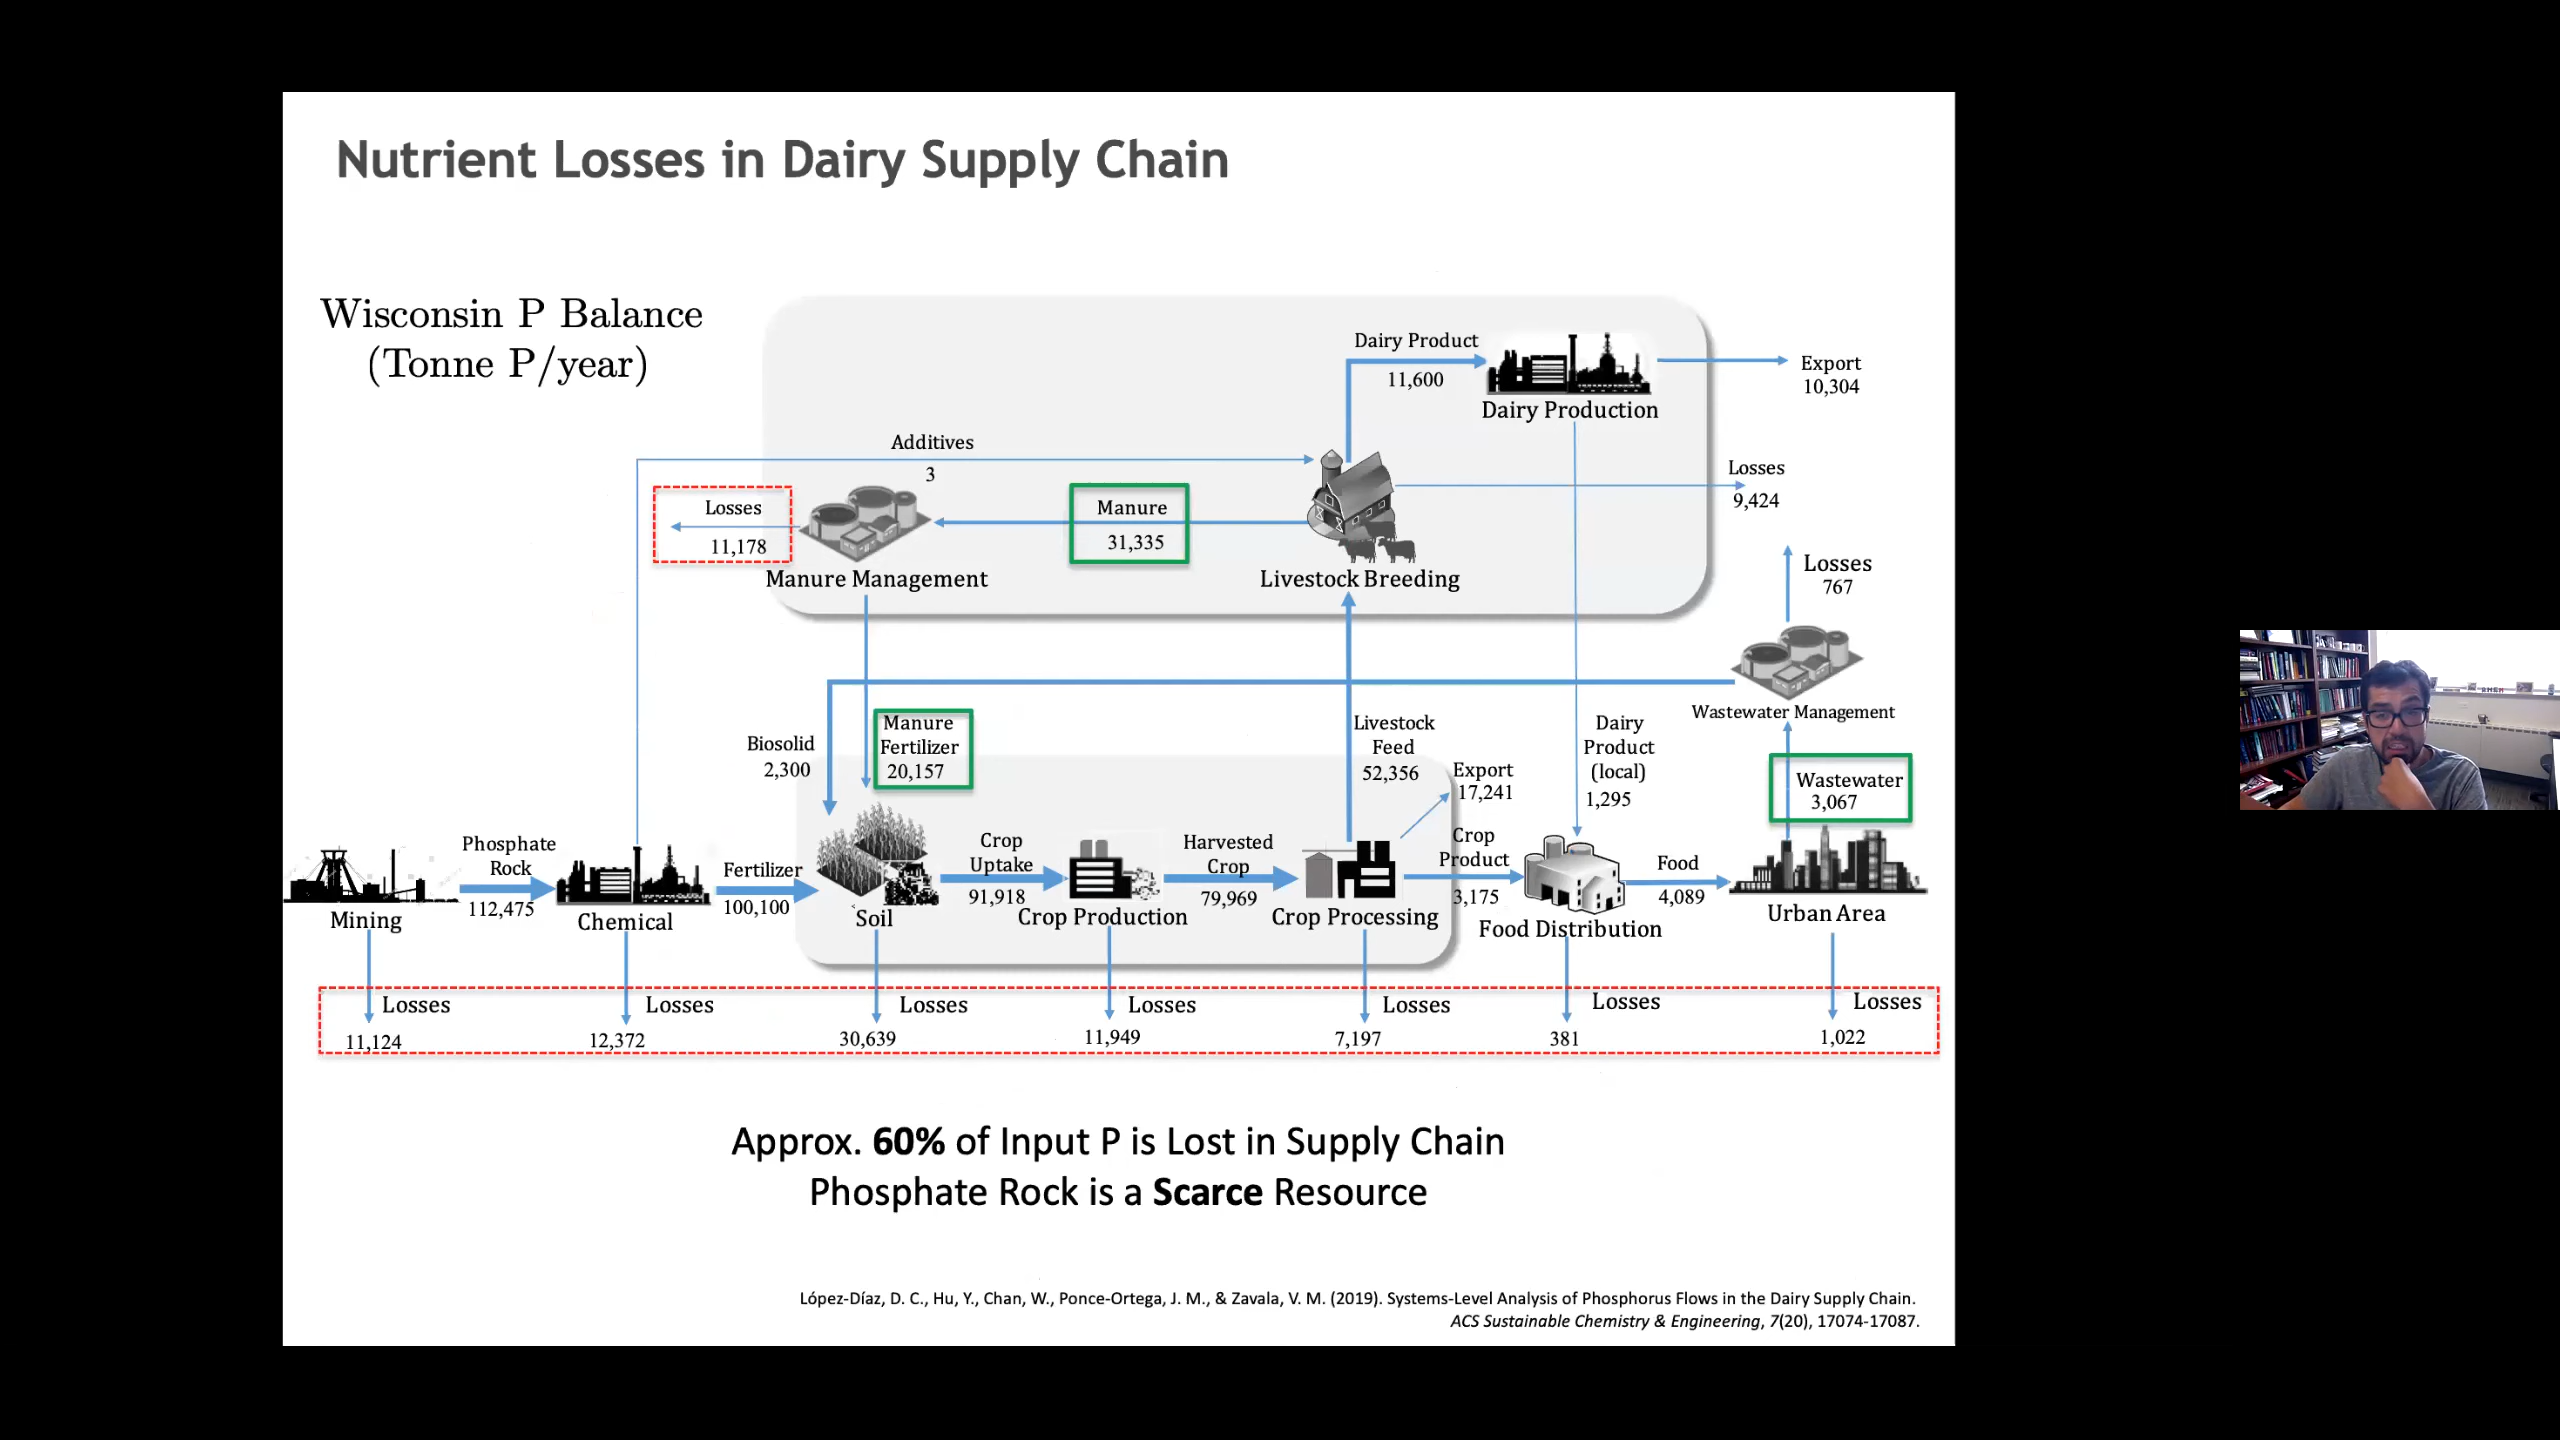 Nutrient Losses in Dairy Supply Chain
Wisconsin P Balance
(Tonne P/year)
Dairy Product
11,600
Dairy Production
Export
10,304
Additives
3
Losses
9,424
Losses
11,178
Manure
31,335
Manure Management
Livestock Breeding
Losses
767
Wastewater Management
Biosolid
2,300
Manure
Fertilizer
20,157
Livestock
Feed
52,356
Export
17,241
Dairy
Product
(local)
1,295
Wastewater
3,067
Mining
Phosphate
Rock
112,475
Chemical
Fertilizer
100,100
Soil
Crop
Uptake
91,918
Crop Production
Harvested
Crop
79,969
Crop Processing
Crop
Product
3,175
Food Distribution
Food
4,089
Urban Area
Losses
11,124
Losses
12,372
Losses
30,639
Losses
11,949
Losses
7,197
Losses
381
Losses
1,022
Approx. 60% of Input P is Lost in Supply Chain
Phosphate Rock is a Scarce Resource
López-Díaz, D. C., Hu, Y., Chan, W., Ponce-Ortega, J. M., & Zavala, V. M. (2019). Systems-Level Analysis of Phosphorus Flows in the Dairy Supply Chain.
ACS Sustainable Chemistry & Engineering, 7(20), 17074-17087.